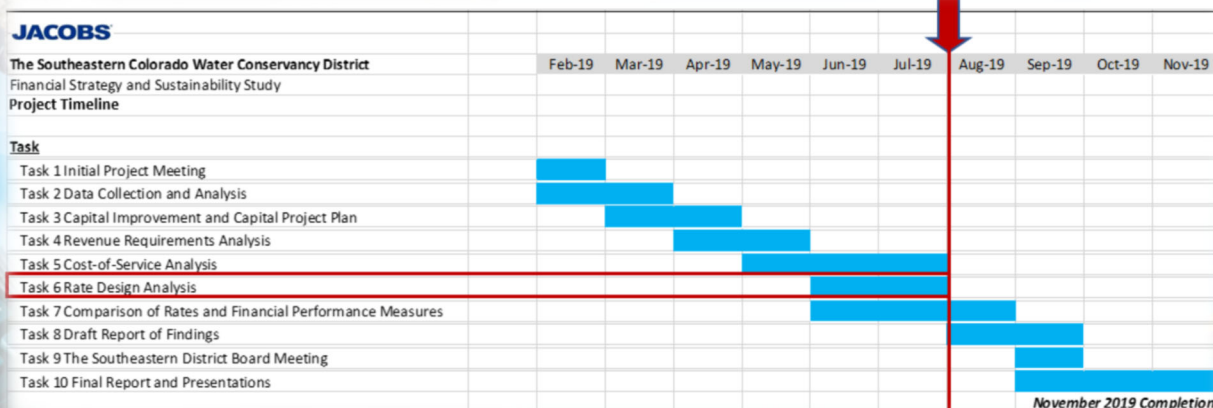 JACOBS
The Southeastern Colorado Water Conservancy District Feb-19 Mar-19 Apr-19 May-19 Jun-19 Jul-19 Aug-19 Sep-19 Oct-19 Nov-19
Financial Strategy and Sustainability Study
Project Timeline
Task
Task 1 Initial Project Meeting
Task 2 Data Collection and Analysis
Task 3 Capital Improvement and Capital Project Plan
Task 4 Revenue Requirements Analysis
Task 5 Cost-of-Service Analysis
Task 6 Rate Design Analysis
Task 7 Comparison of Rates and Financial Performance Measures
Task 8 Draft Report of Findings
Task 9 The Southeastern District Board Meeting
Task 10 Final Report and Presentations
November 2019 Completion